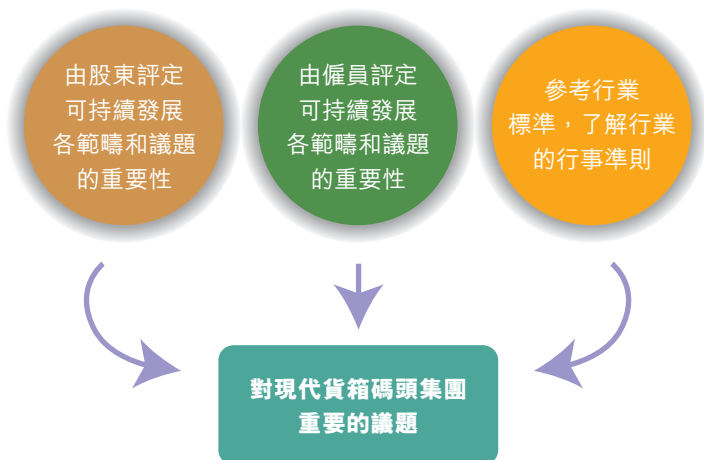 由股東評定
可持續發展
各範疇和議題
的重要性
由僱員評定
可持續發展
各範疇和議題
的重要性
參考行業
標準，了解行業
的行事準則
對現代貨箱碼頭集團
重要的議題